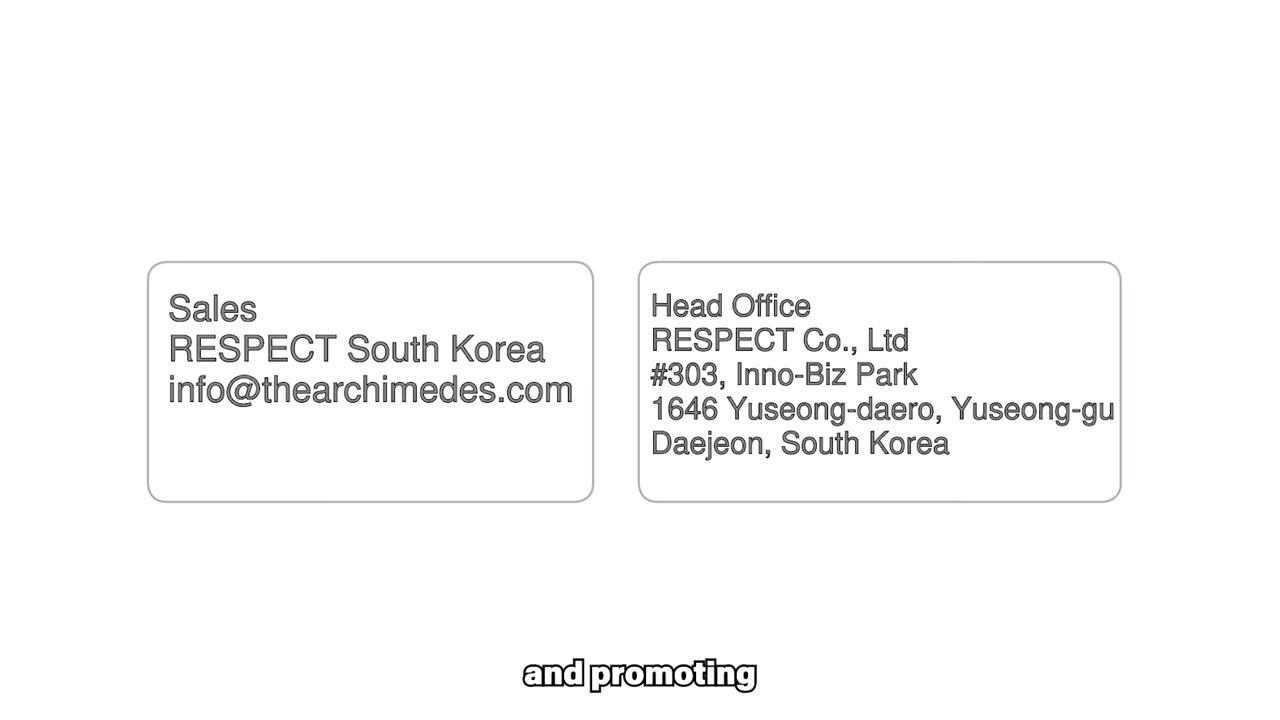 Sales
RESPECT South Korea
info@thearchimedes.com
Head Office
RESPECT Co., Ltd
#303, Inno-Biz Park
1646 Yuseong-daero, Yuseong-gu
Daejeon, South Korea
and promoting